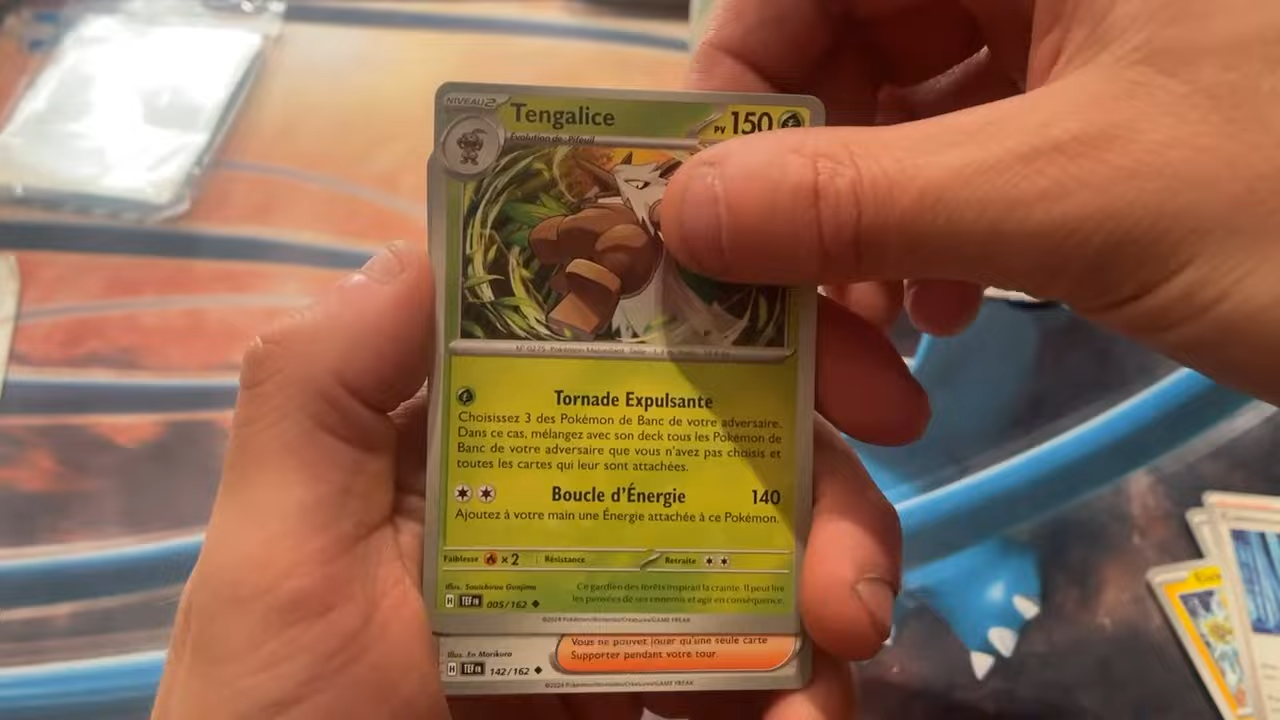 NIVEAU 2
Tengalice
PV 150
Évolution de Pifeuil
Tornade Expulsante
Choisissez 3 des Pokémon de Banc de votre adversaire.
Dans ce cas, mélangez avec son deck tous les Pokémon de
Banc de votre adversaire que vous n'avez pas choisis et
toutes les cartes qui leur sont attachées.
Boucle d'Énergie 140
Ajoutez à votre main une Énergie attachée à ce Pokémon.
Faiblesse x2 Résistance Retraite
Illus. Souichirou Gunjima
Ce gardien des forêts inspirait la crainte. Il peut lire
les pensées de ses ennemis et agir en conséquence.
H TEF FR 005/162
©2024 Pokémon/Nintendo/Creatures/GAME FREAK
Vous ne pouvez jouer qu'une seule carte
Supporter pendant votre tour.
Illus. En Morikura
H TEF FR 142/162
©2024 Pokémon/Nintendo/Creatures/GAME FREAK